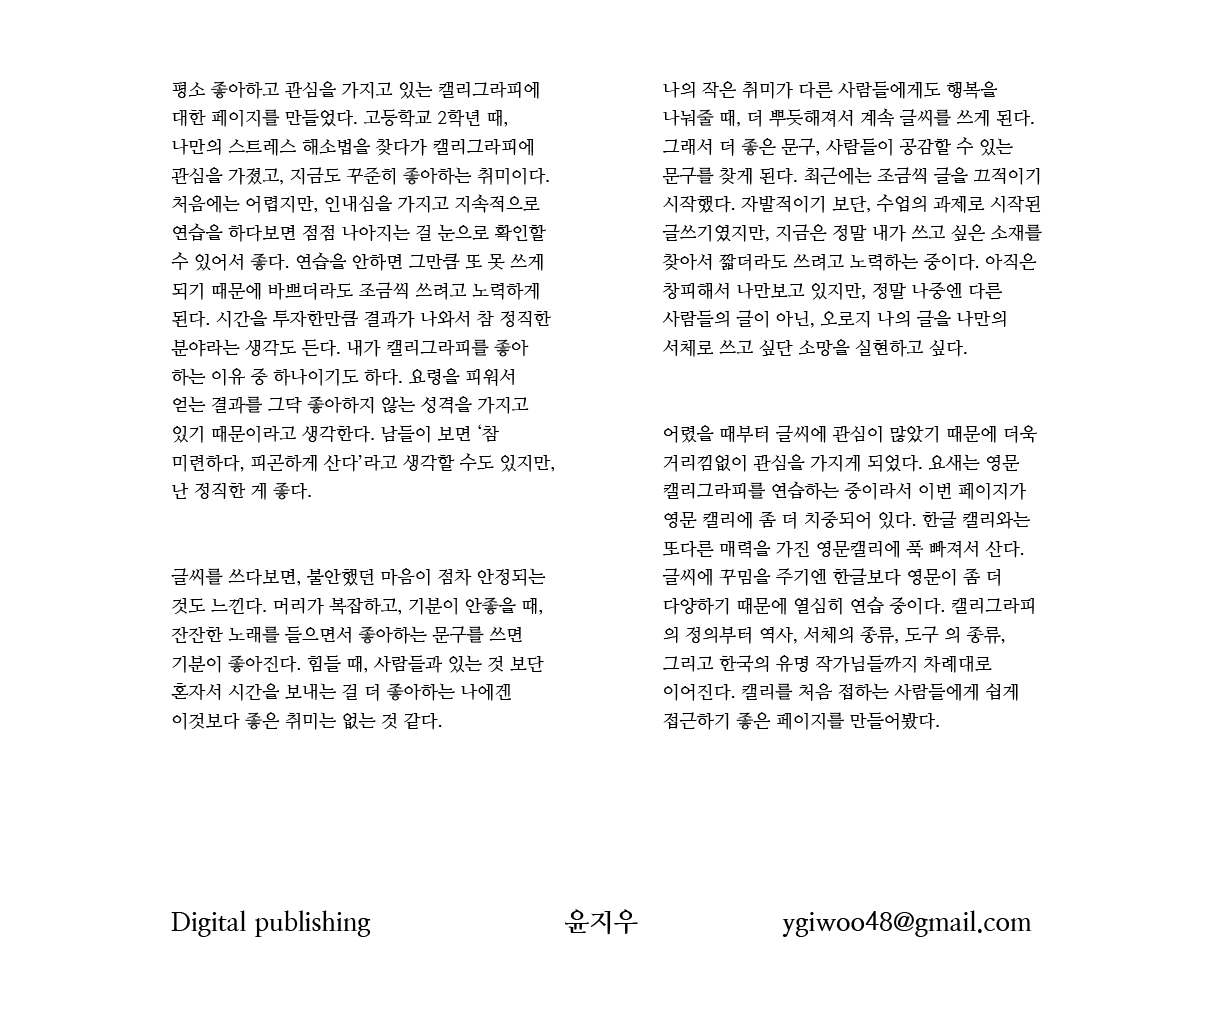 평소 좋아하고 관심을 가지고 있는 캘리그라피에
대한 페이지를 만들었다. 고등학교 2학년 때,
나만의 스트레스 해소법을 찾다가 캘리그라피에
관심을 가졌고, 지금도 꾸준히 좋아하는 취미이다.
처음에는 어렵지만, 인내심을 가지고 지속적으로
연습을 하다보면 점점 나아지는 걸 눈으로 확인할
수 있어서 좋다. 연습을 안하면 그만큼 또 못 쓰게
되기 때문에 바쁘더라도 조금씩 쓰려고 노력하게
된다. 시간을 투자한만큼 결과가 나와서 참 정직한
분야라는 생각도 든다. 내가 캘리그라피를 좋아
하는 이유 중 하나이기도 하다. 요령을 피워서
얻는 결과를 그닥 좋아하지 않는 성격을 가지고
있기 때문이라고 생각한다. 남들이 보면 ‘참
미련하다, 피곤하게 산다’라고 생각할 수도 있지만,
난 정직한 게 좋다.
글씨를 쓰다보면, 불안했던 마음이 점차 안정되는
것도 느낀다. 머리가 복잡하고, 기분이 안좋을 때,
잔잔한 노래를 들으면서 좋아하는 문구를 쓰면
기분이 좋아진다. 힘들 때, 사람들과 있는 것 보단
혼자서 시간을 보내는 걸 더 좋아하는 나에겐
이것보다 좋은 취미는 없는 것 같다.
나의 작은 취미가 다른 사람들에게도 행복을
나눠줄 때, 더 뿌듯해져서 계속 글씨를 쓰게 된다.
그래서 더 좋은 문구, 사람들이 공감할 수 있는
문구를 찾게 된다. 최근에는 조금씩 글을 끄적이기
시작했다. 자발적이기 보단, 수업의 과제로 시작된
글쓰기였지만, 지금은 정말 내가 쓰고 싶은 소재를
찾아서 짧더라도 쓰려고 노력하는 중이다. 아직은
창피해서 나만보고 있지만, 정말 나중엔 다른
사람들의 글이 아닌, 오로지 나의 글을 나만의
서체로 쓰고 싶단 소망을 실현하고 싶다.
어렸을 때부터 글씨에 관심이 많았기 때문에 더욱
거리낌없이 관심을 가지게 되었다. 요새는 영문
캘리그라피를 연습하는 중이라서 이번 페이지가
영문 캘리에 좀 더 치중되어 있다. 한글 캘리와는
또다른 매력을 가진 영문캘리에 푹 빠져서 산다.
글씨에 꾸밈을 주기엔 한글보다 영문이 좀 더
다양하기 때문에 열심히 연습 중이다. 캘리그라피
의 정의부터 역사, 서체의 종류, 도구 의 종류,
그리고 한국의 유명 작가님들까지 차례대로
이어진다. 캘리를 처음 접하는 사람들에게 쉽게
접근하기 좋은 페이지를 만들어봤다.
Digital publishing
윤지우
ygiwoo48@gmail.com